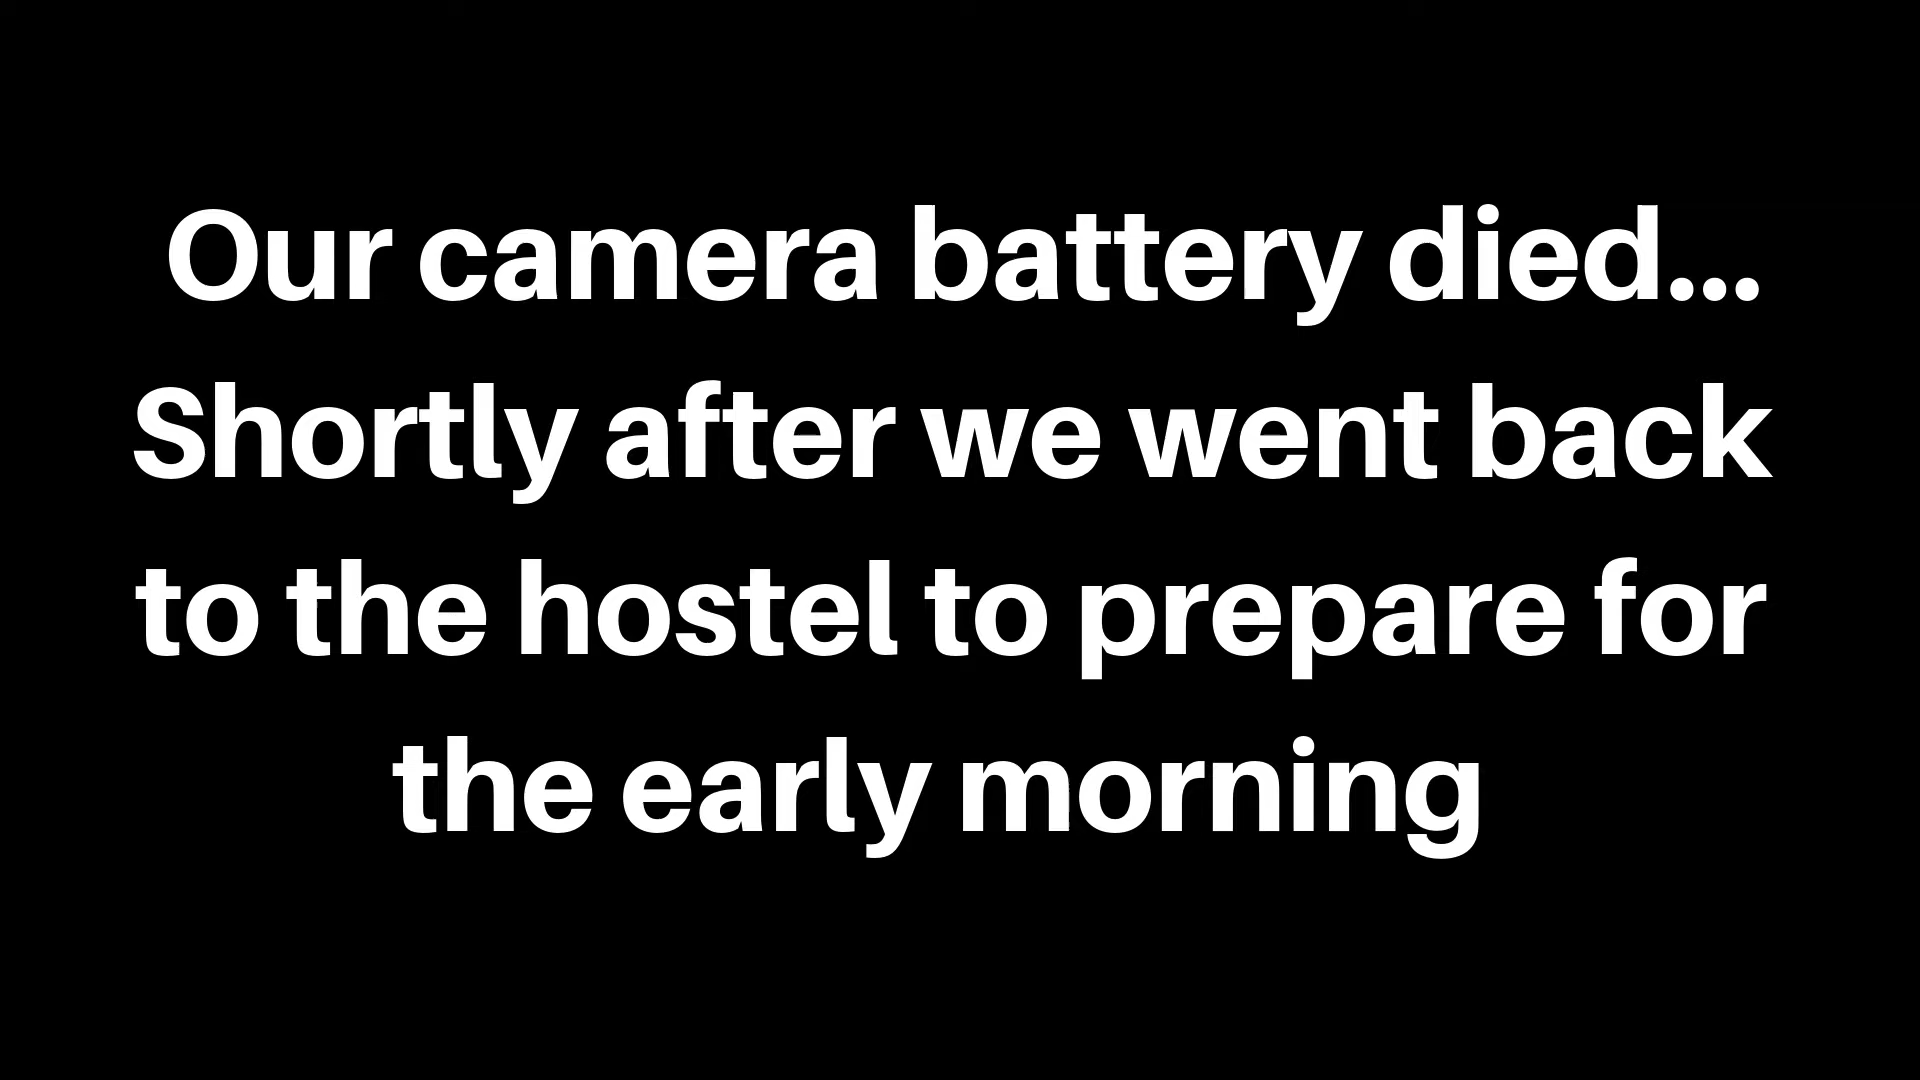 Our camera battery died...
Shortly after we went back
to the hostel to prepare for
the early morning